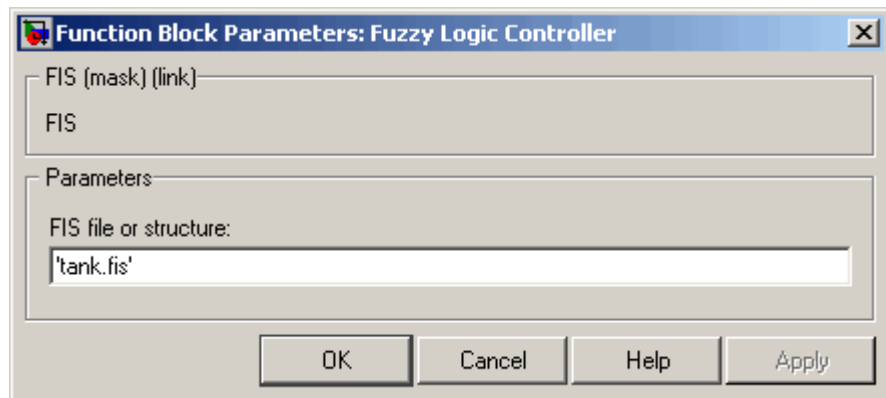 Function Block Parameters: Fuzzy Logic Controller
FIS (mask) (link)
FIS
Parameters
FIS file or structure:
'tank.fis'
OK Cancel Help Apply